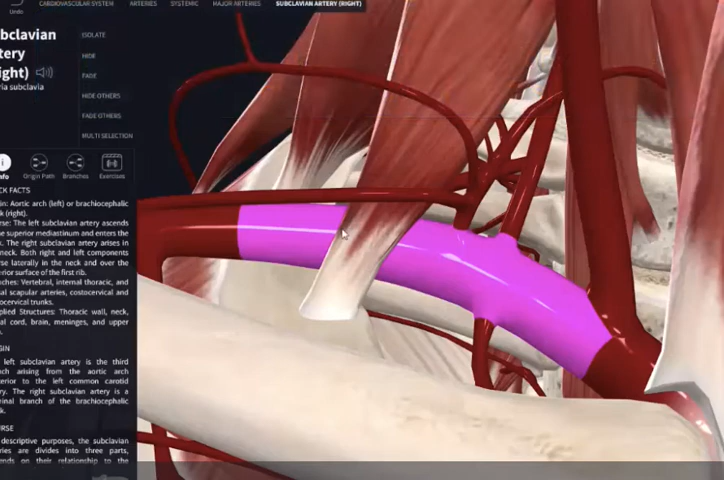 Undo
CARDIOVASCULAR SYSTEM
ARTERIES
SYSTEMIC
MAJOR ARTERIES
SUBCLAVIAN ARTERY (RIGHT)
bclavian
tery
ight)
ria subclavia
ISOLATE
HIDE
FADE
HIDE OTHERS
FADE OTHERS
MULTI SELECTION
nfo
Origin Path
Branches
Exercises
CK FACTS
in: Aortic arch (left) or brachiocephalic
k (right).
rse: The left subclavian artery ascends
he superior mediastinum and enters the
k. The right subclavian artery arises in
neck. Both right and left components
rse laterally in the neck and over the
erior surface of the first rib.
ches: Vertebral, internal thoracic, and
al scapular arteries, costocervical and
ocervical trunks.
plied Structures: Thoracic wall, neck,
al cord, brain, meninges, and upper
GIN
left subclavian artery is the third
nch arising from the aortic arch
erior to the left common carotid
ry. The right subclavian artery is a
inal branch of the brachiocephalic
k.
URSE
descriptive purposes, the subclavian
ries are divides into three parts,
ends on their relationship to the